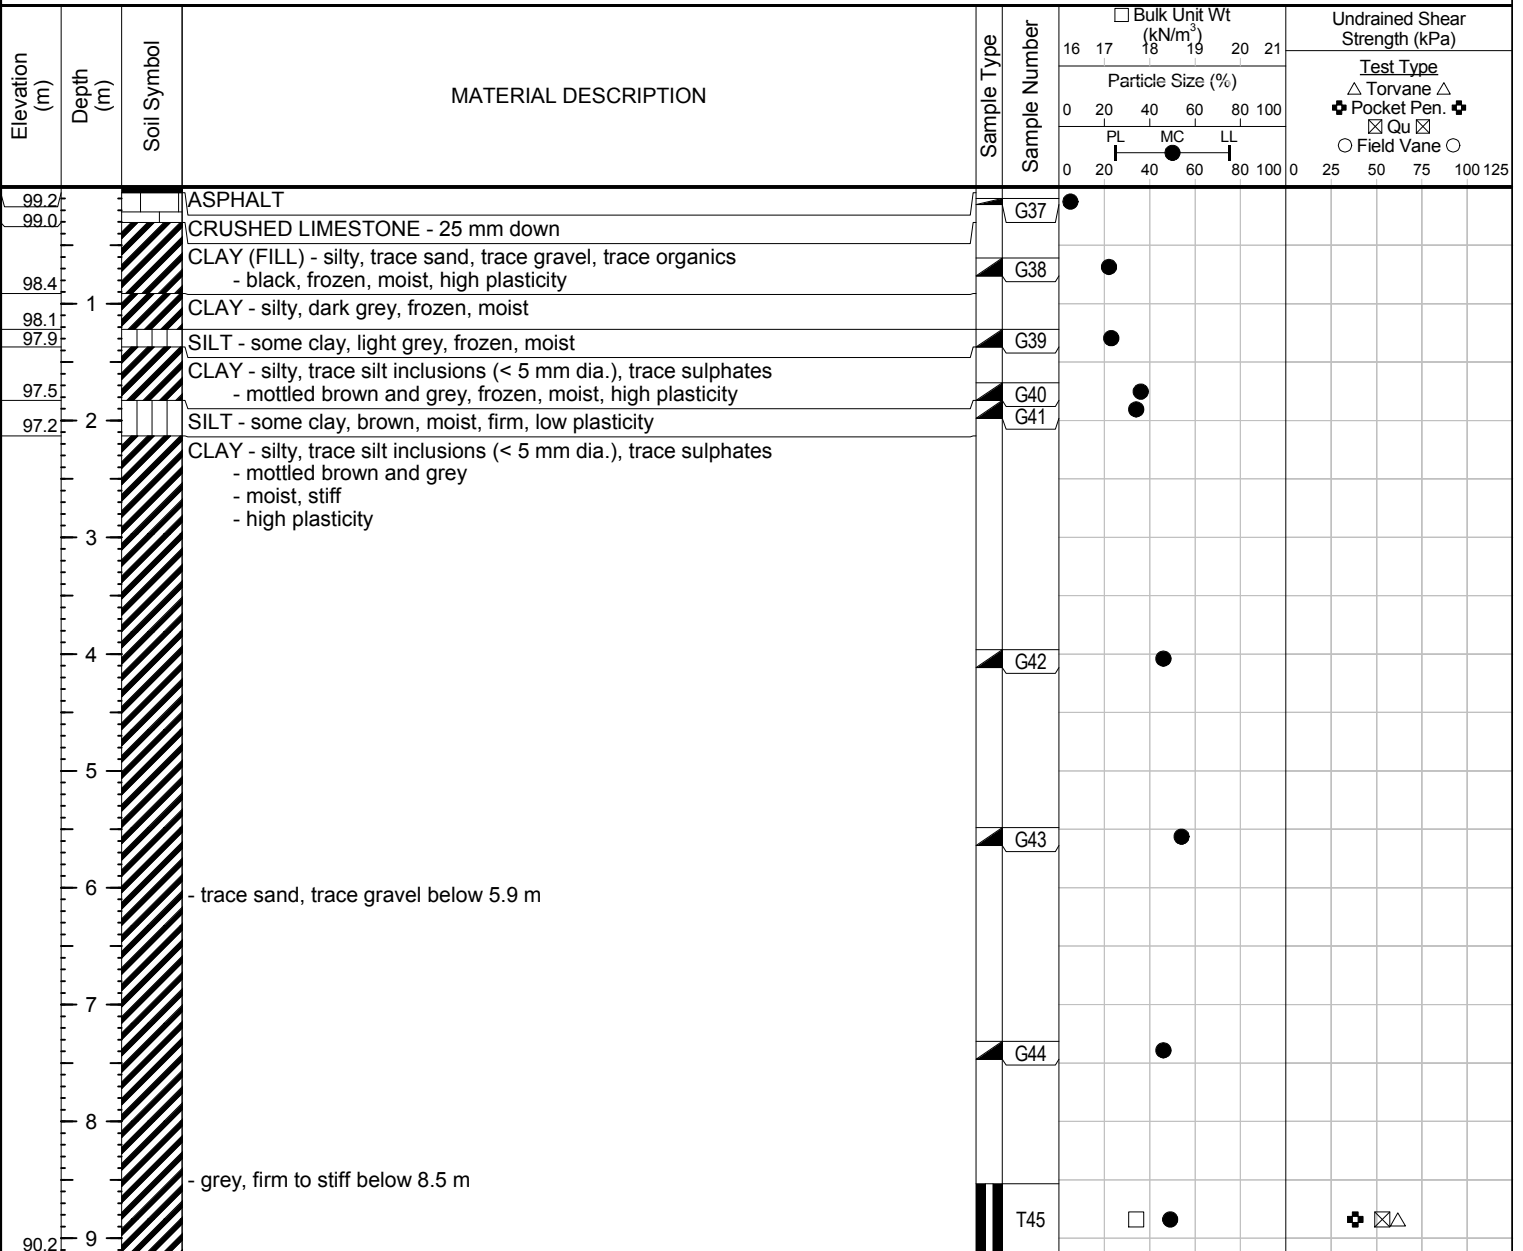 Elevation
(m)
Depth
(m)
Soil Symbol
MATERIAL DESCRIPTION
Sample Type
Sample Number
□ Bulk Unit Wt
(kN/m³)
16 17 18 19 20 21
Particle Size (%)
0 20 40 60 80 100
PL MC LL
0 20 40 60 80 100
Undrained Shear
Strength (kPa)
Test Type
△ Torvane △
✚ Pocket Pen. ✚
☒ Qu ☒
○ Field Vane ○
0 25 50 75 100 125
99.2
ASPHALT
G37
99.0
CRUSHED LIMESTONE - 25 mm down
CLAY (FILL) - silty, trace sand, trace gravel, trace organics
G38
- black, frozen, moist, high plasticity
98.4
1
CLAY - silty, dark grey, frozen, moist
98.1
97.9
SILT - some clay, light grey, frozen, moist
G39
CLAY - silty, trace silt inclusions (< 5 mm dia.), trace sulphates
97.5
- mottled brown and grey, frozen, moist, high plasticity
G40
G41
97.2
2
SILT - some clay, brown, moist, firm, low plasticity
CLAY - silty, trace silt inclusions (< 5 mm dia.), trace sulphates
- mottled brown and grey
- moist, stiff
- high plasticity
3
4
G42
5
G43
6
- trace sand, trace gravel below 5.9 m
7
G44
8
- grey, firm to stiff below 8.5 m
T45
9
90.2